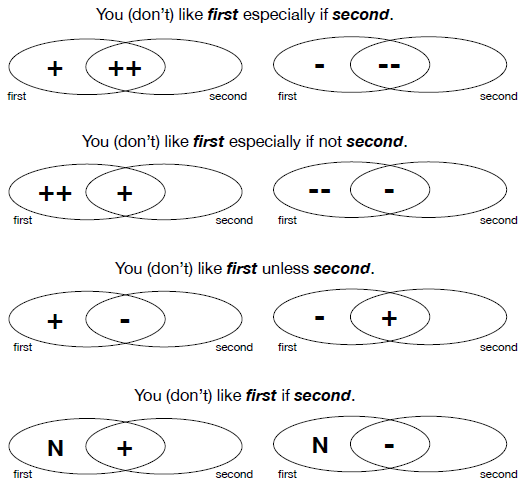 You (don't) like first especially if second.
+ ++ - --
first second first second
You (don't) like first especially if not second.
++ + -- -
first second first second
You (don't) like first unless second.
+ - - +
first second first second
You (don't) like first if second.
N + N -
first second first second